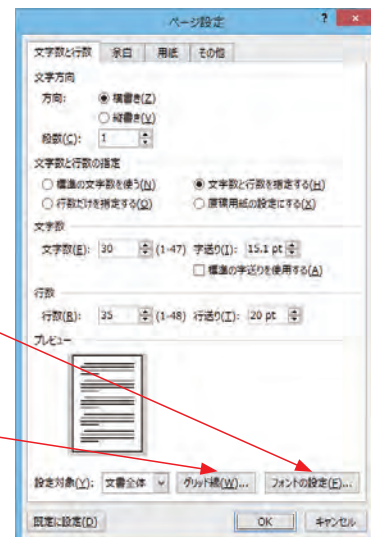 ページ設定 ?
文字数と行数 余白 用紙 その他
文字方向
方向: 横書き(Z)
縦書き(V)
段数(C): 1
文字数と行数の指定
標準の文字数を使う(N) 文字数と行数を指定する(H)
行数だけを指定する(O) 原稿用紙の設定にする(X)
文字数
文字数(E): 30 (1-47) 字送り(I): 15.1 pt
標準の字送りを使用する(A)
行数
行数(R): 35 (1-48) 行送り(T): 20 pt
プレビュー
設定対象(Y): 文書全体 グリッド線(W)... フォントの設定(F)...
既定に設定(D) OK キャンセル